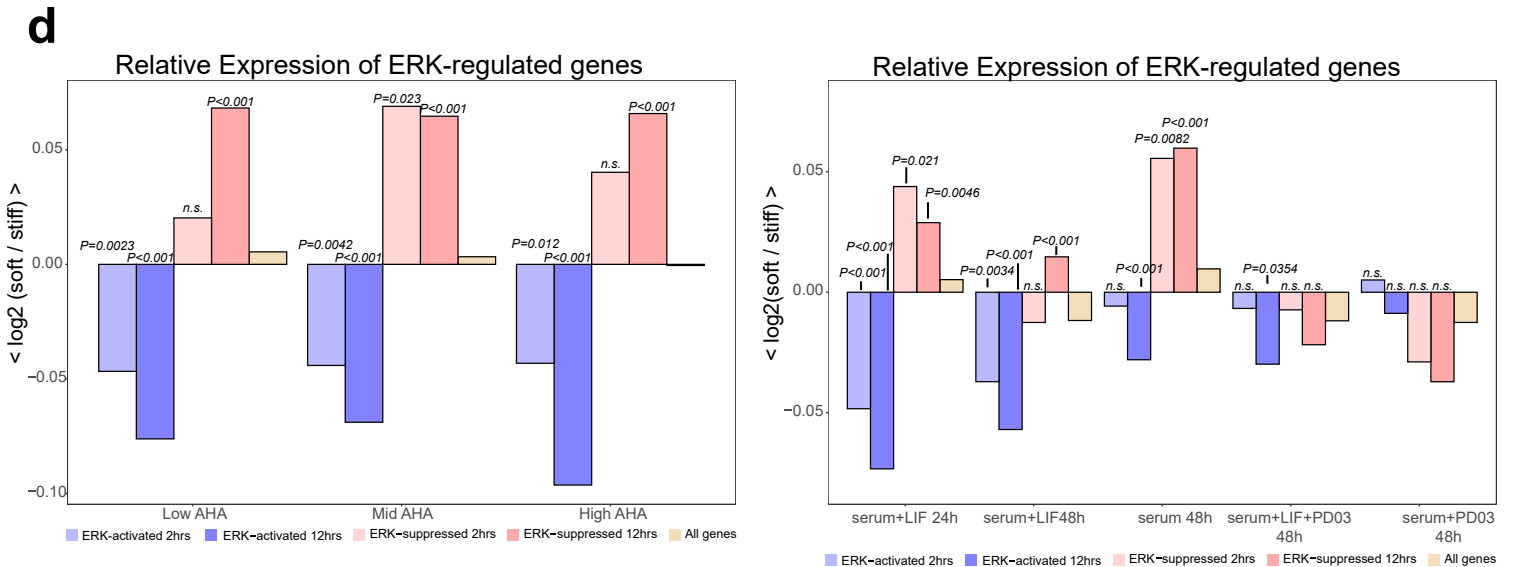 d
Relative Expression of ERK-regulated genes
< log2 (soft / stiff) >
0.05
0.00
−0.05
−0.10
P=0.0023
P<0.001
n.s.
P<0.001
P=0.0042
P<0.001
P=0.023
P<0.001
P=0.012
P<0.001
n.s.
P<0.001
Low AHA
Mid AHA
High AHA
ERK-activated 2hrs
ERK−activated 12hrs
ERK−suppressed 2hrs
ERK−suppressed 12hrs
All genes
Relative Expression of ERK-regulated genes
< log2(soft / stiff) >
0.05
0.00
−0.05
P<0.001
P<0.001
P=0.021
P=0.0046
P=0.0034
P<0.001
n.s.
P<0.001
n.s.
P<0.001
P=0.0082
P<0.001
n.s.
P=0.0354
n.s.
n.s.
n.s.
n.s.
n.s.
n.s.
serum+LIF 24h
serum+LIF48h
serum 48h
serum+LIF+PD03
48h
serum+PD03
48h
ERK−activated 2hrs
ERK−activated 12hrs
ERK−suppressed 2hrs
ERK−suppressed 12hrs
All genes